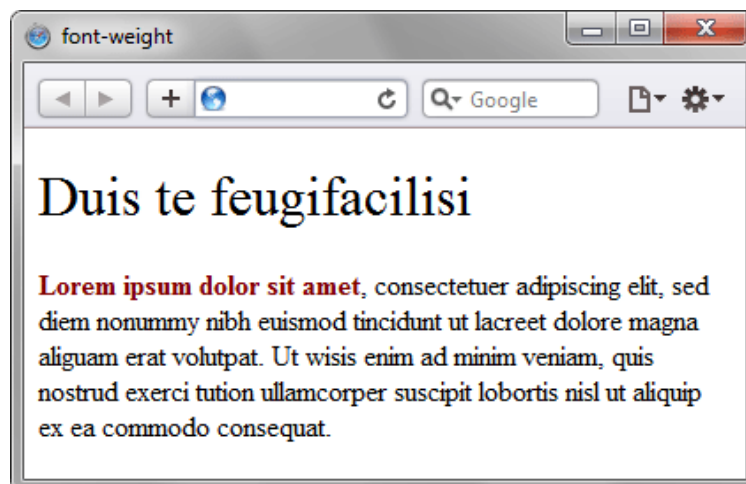 font-weight
Google
Duis te feugifacilisi
Lorem ipsum dolor sit amet, consectetuer adipiscing elit, sed
diem nonummy nibh euismod tincidunt ut lacreet dolore magna
aliguam erat volutpat. Ut wisis enim ad minim veniam, quis
nostrud exerci tution ullamcorper suscipit lobortis nisl ut aliquip
ex ea commodo consequat.